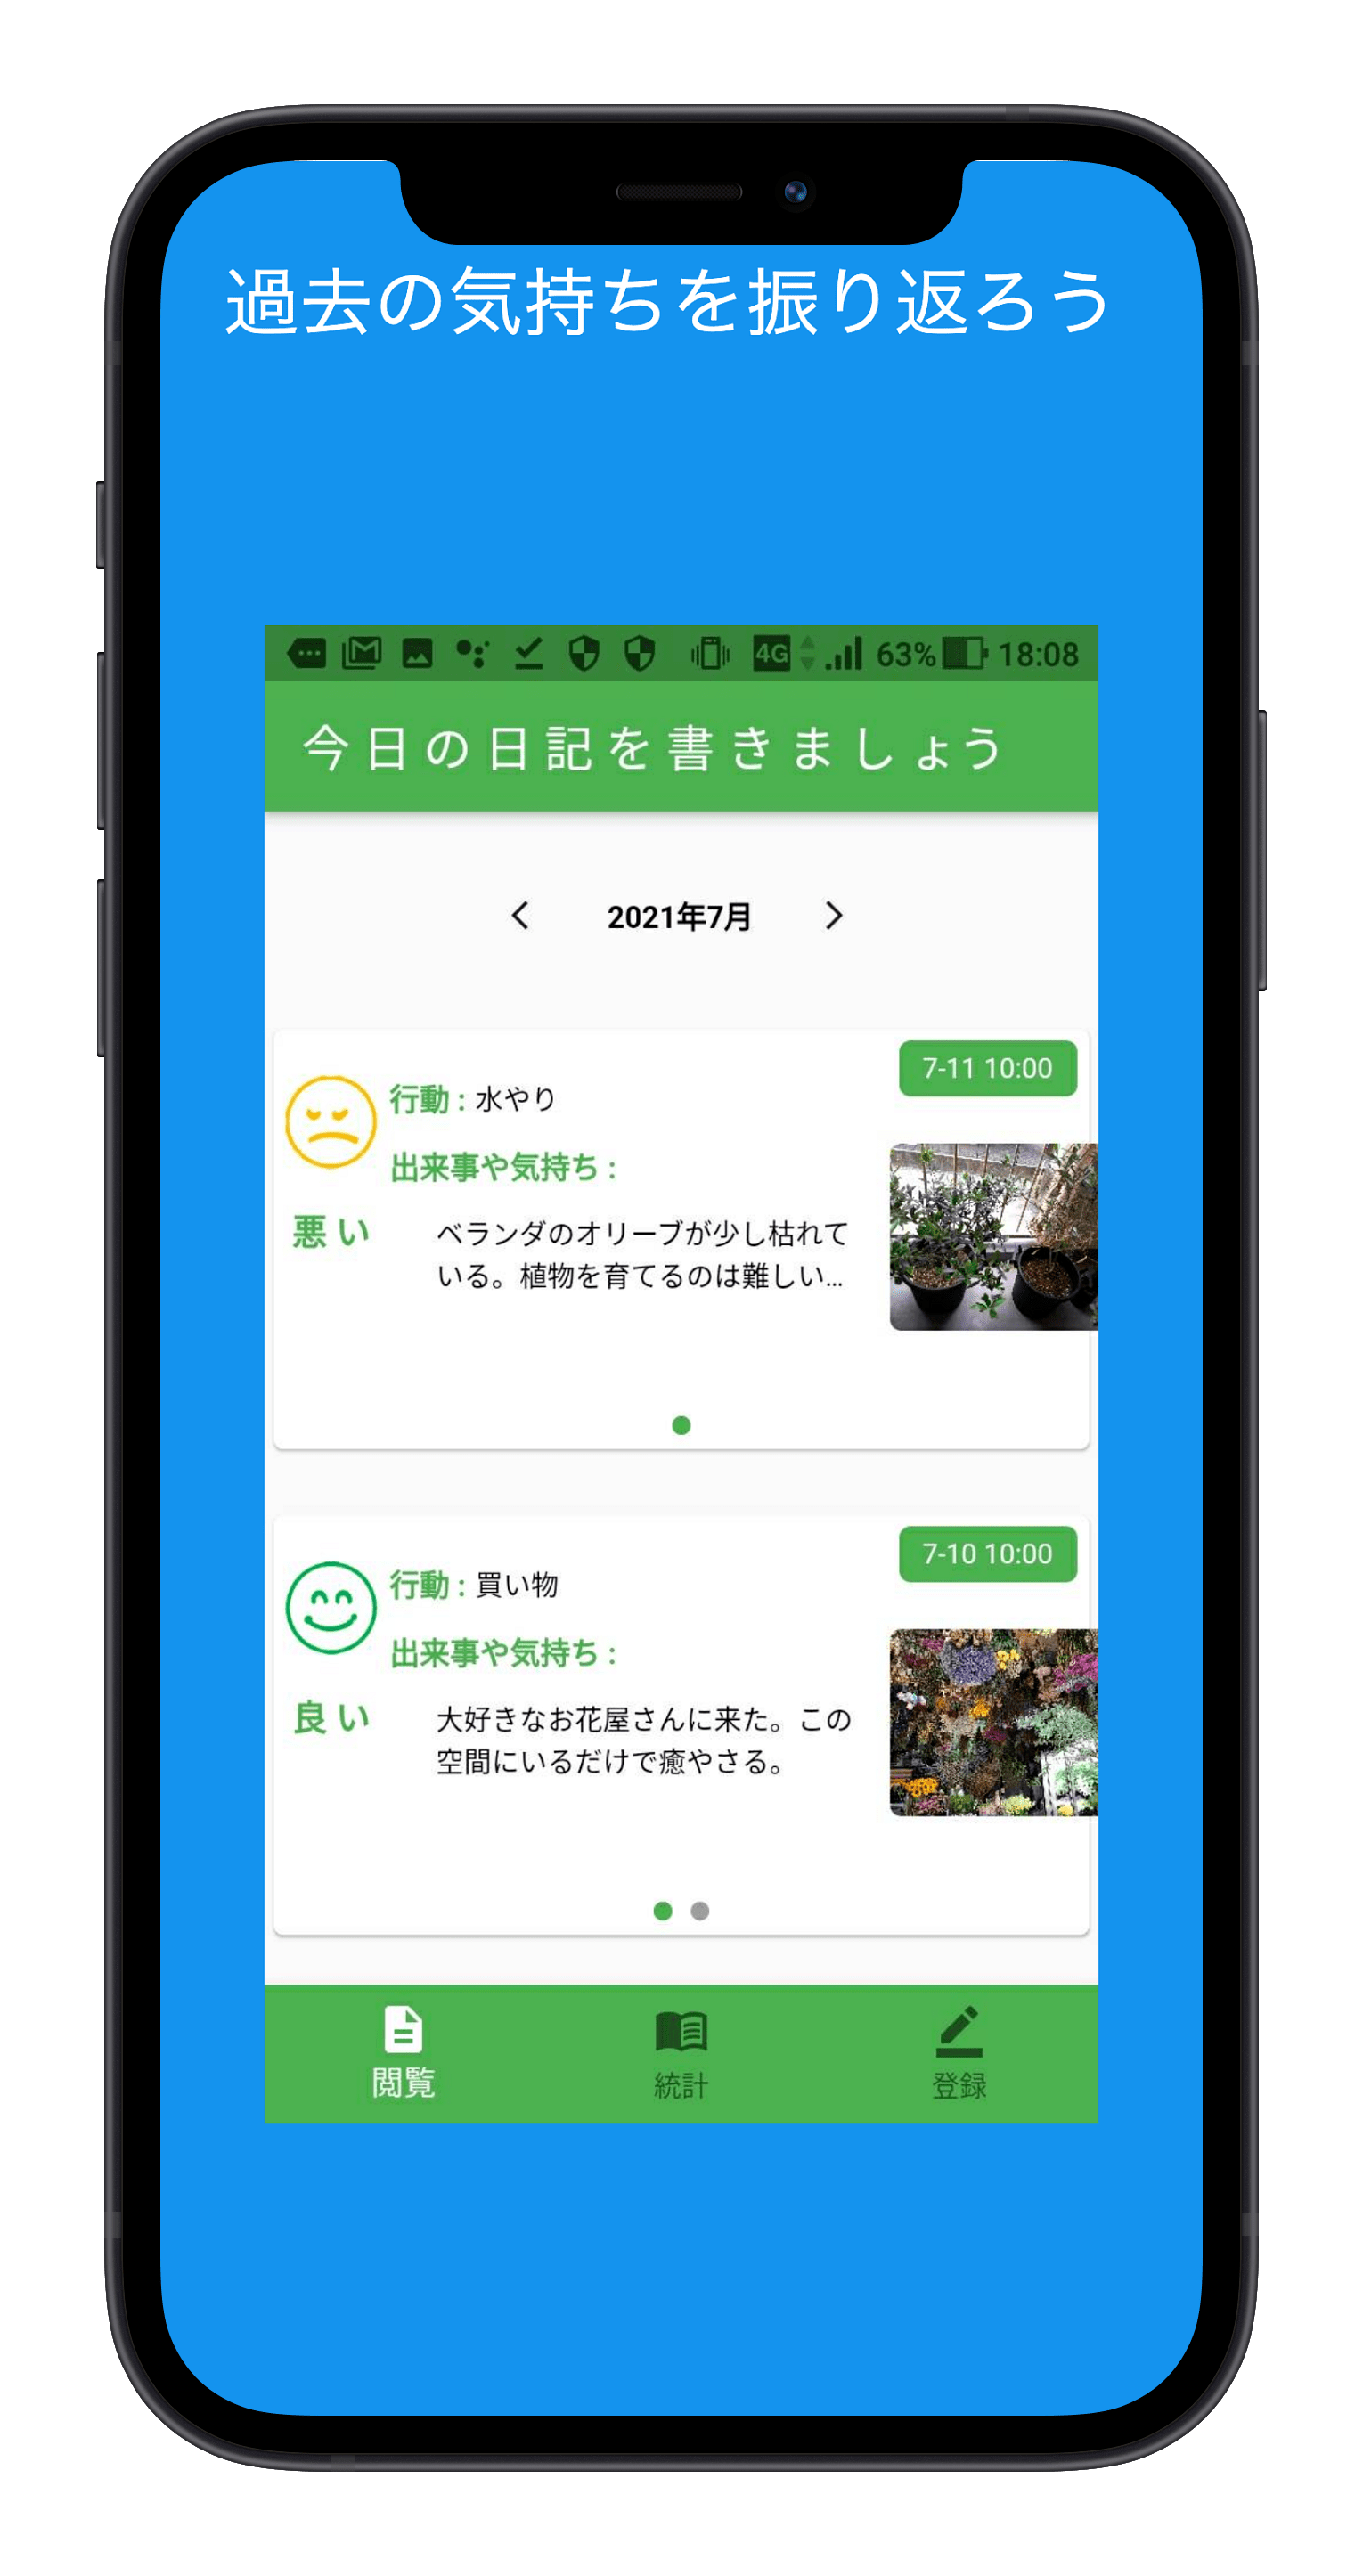 過去の気持ちを振り返ろう
4G 63% 18:08
今日の日記を書きましょう
2021年7月
7-11 10:00
行動 : 水やり
出来事や気持ち :
悪い
ベランダのオリーブが少し枯れて
いる。植物を育てるのは難しい...
7-10 10:00
行動 : 買い物
出来事や気持ち :
良い
大好きなお花屋さんに来た。この
空間にいるだけで癒やさる。
閲覧
統計
登録